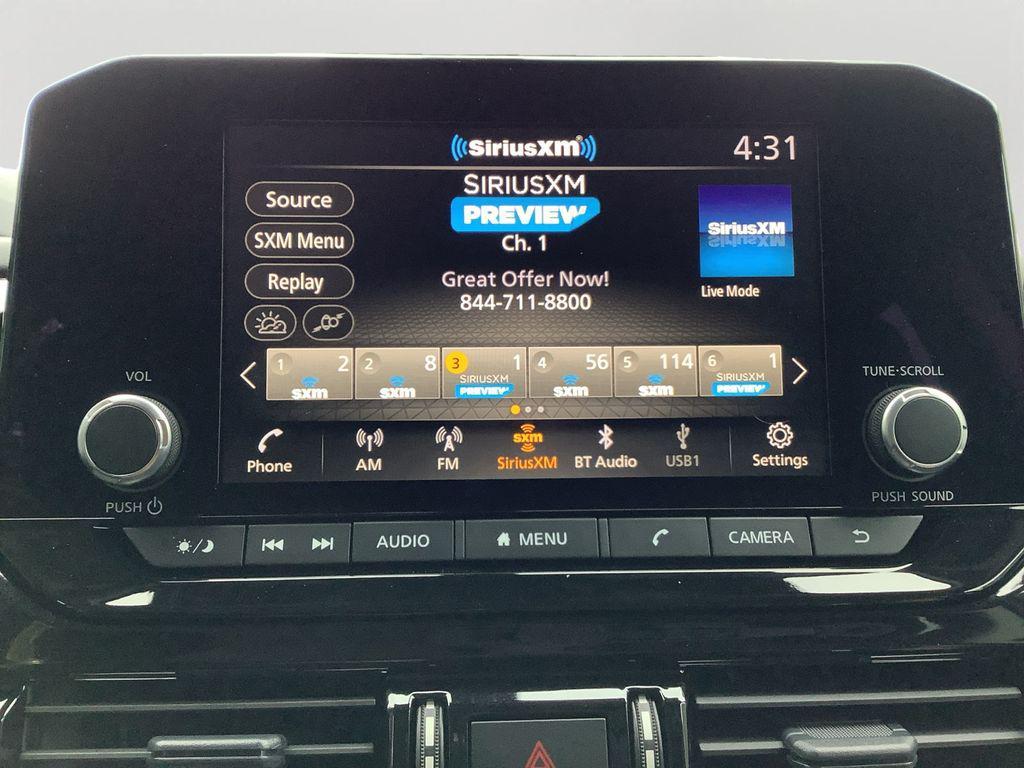 SiriusXM 4:31
SIRIUSXM
PREVIEW
Ch. 1
Source
SXM Menu
Replay
Great Offer Now!
844-711-8800
SiriusXM
Live Mode
1 2 sxm
2 8 sxm
3 1 SIRIUSXM PREVIEW
4 56 sxm
5 114 sxm
6 1 SIRIUSXM PREVIEW
Phone
AM
FM
sxm
SiriusXM
BT Audio
USB1
Settings
VOL
PUSH
TUNE·SCROLL
PUSH SOUND
AUDIO
MENU
CAMERA